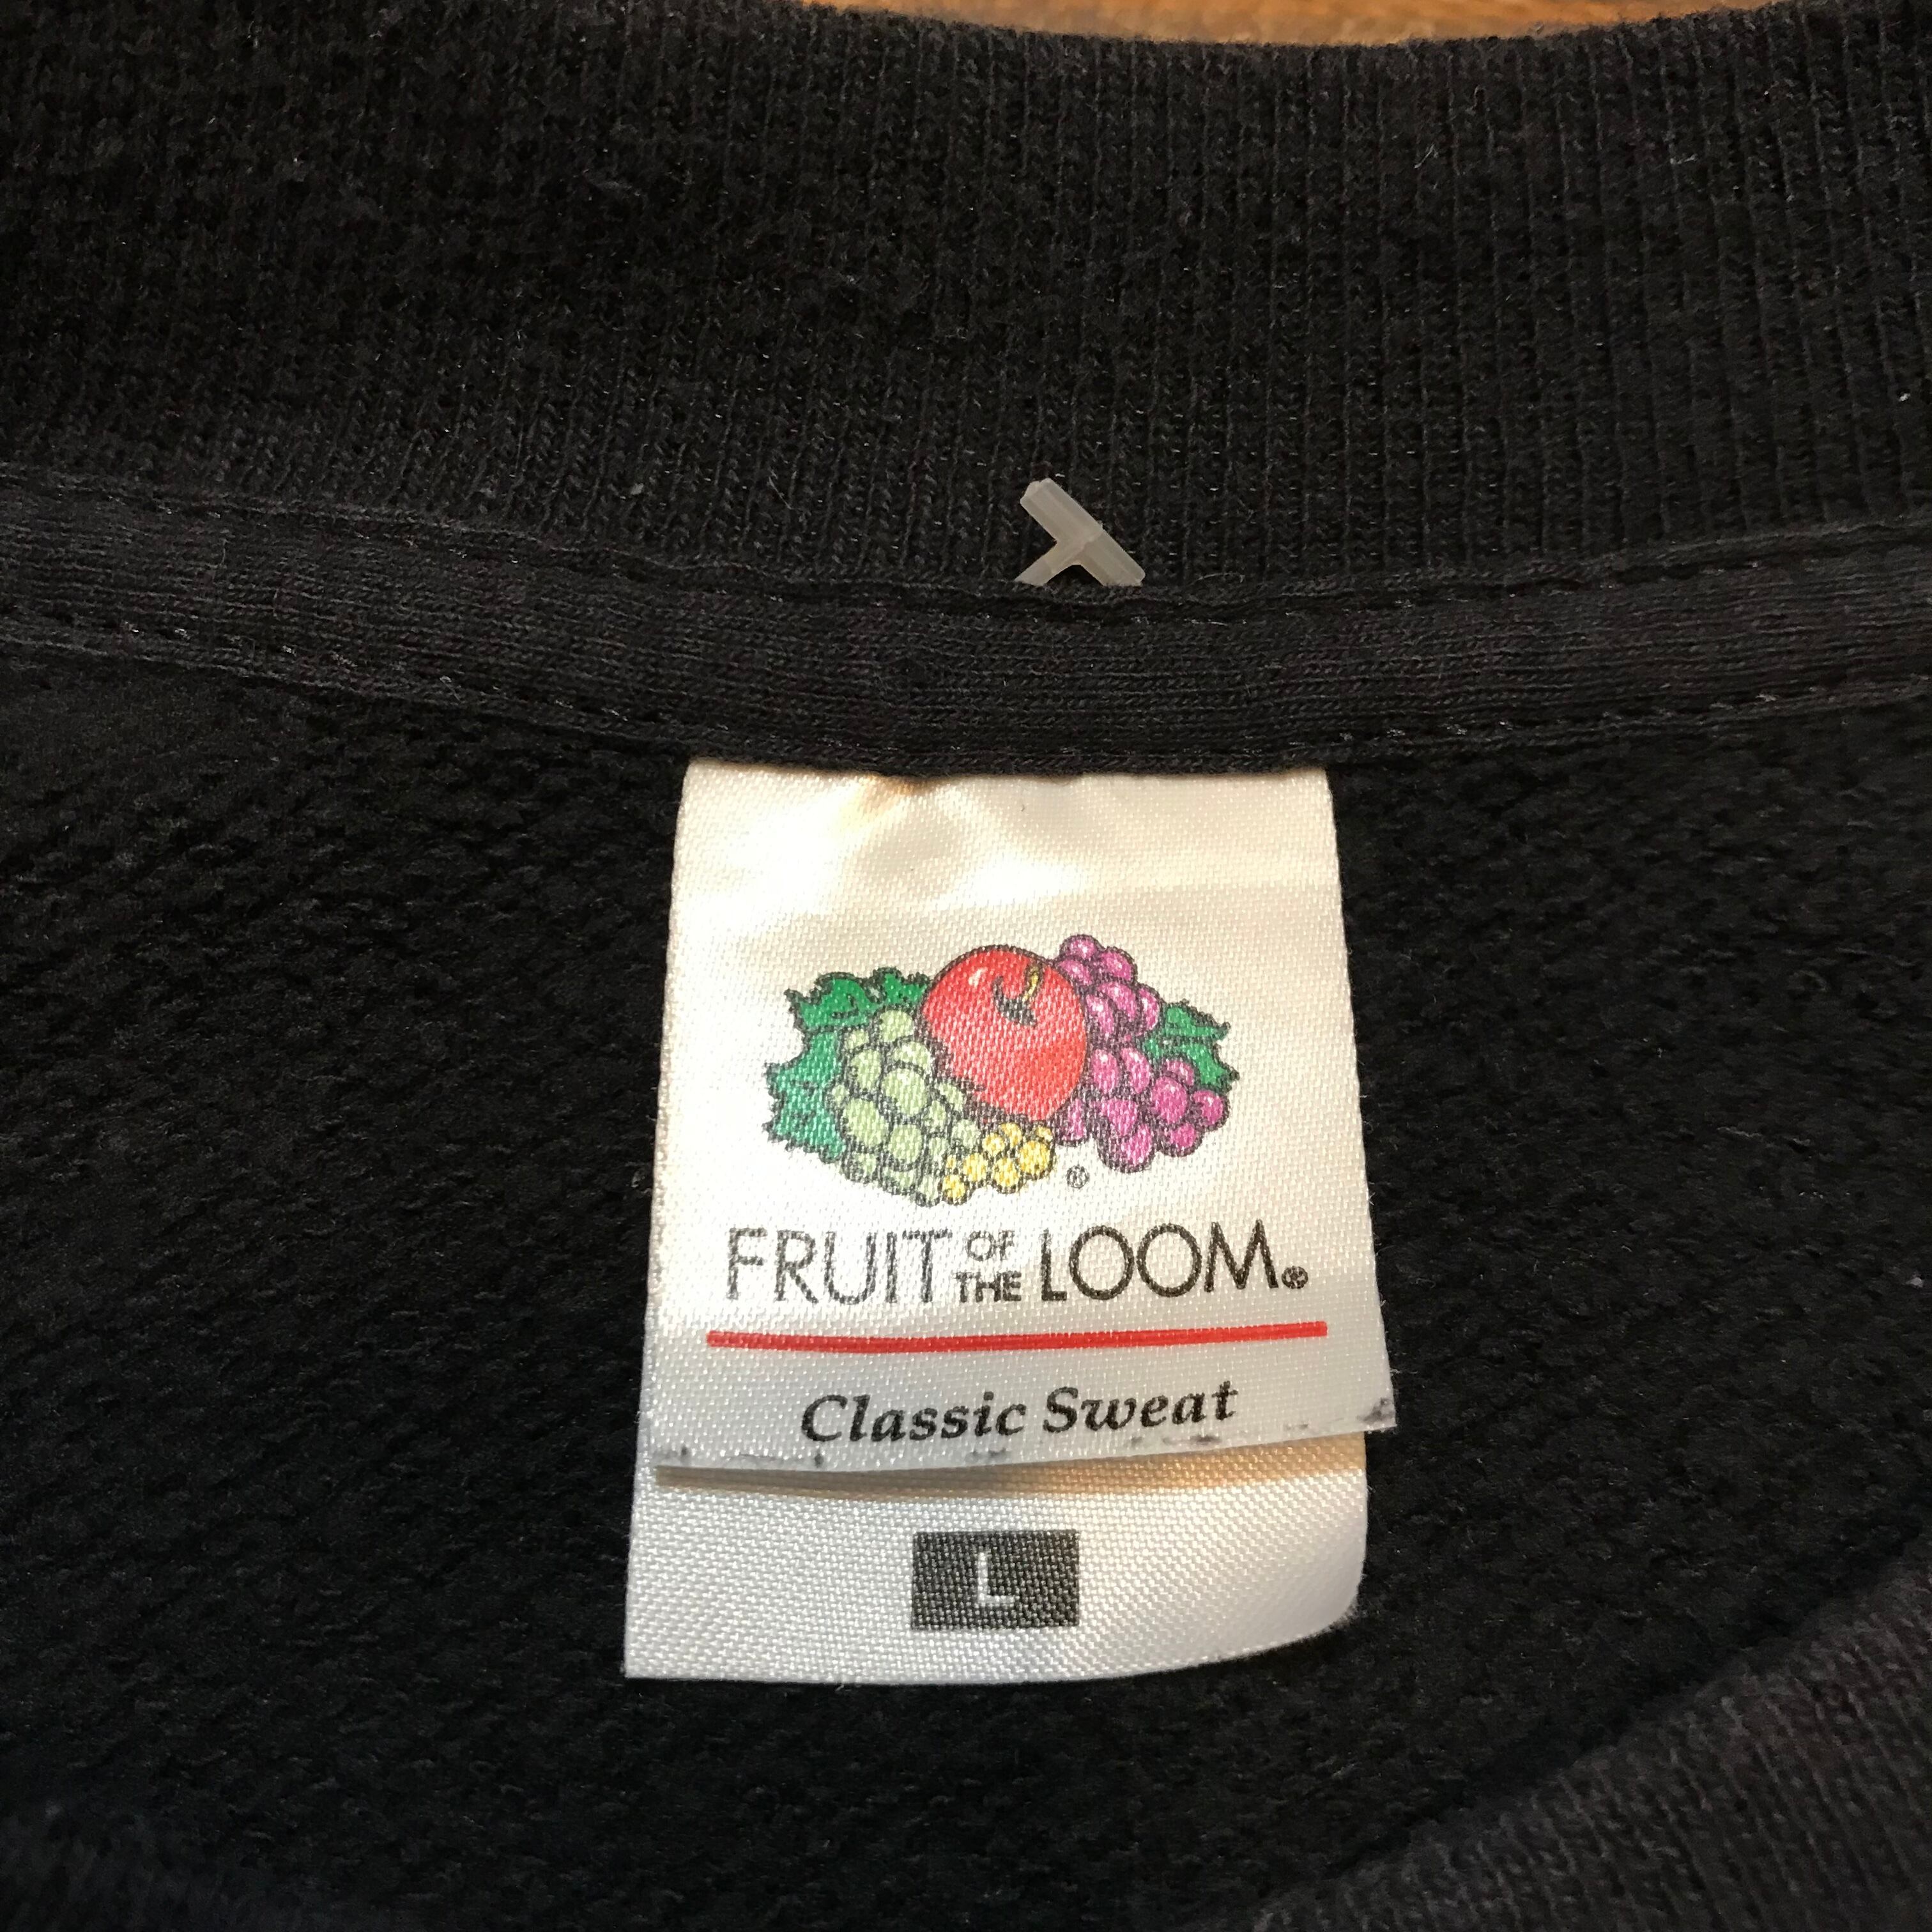 ®
FRUIT OF THE LOOM®
Classic Sweat
L